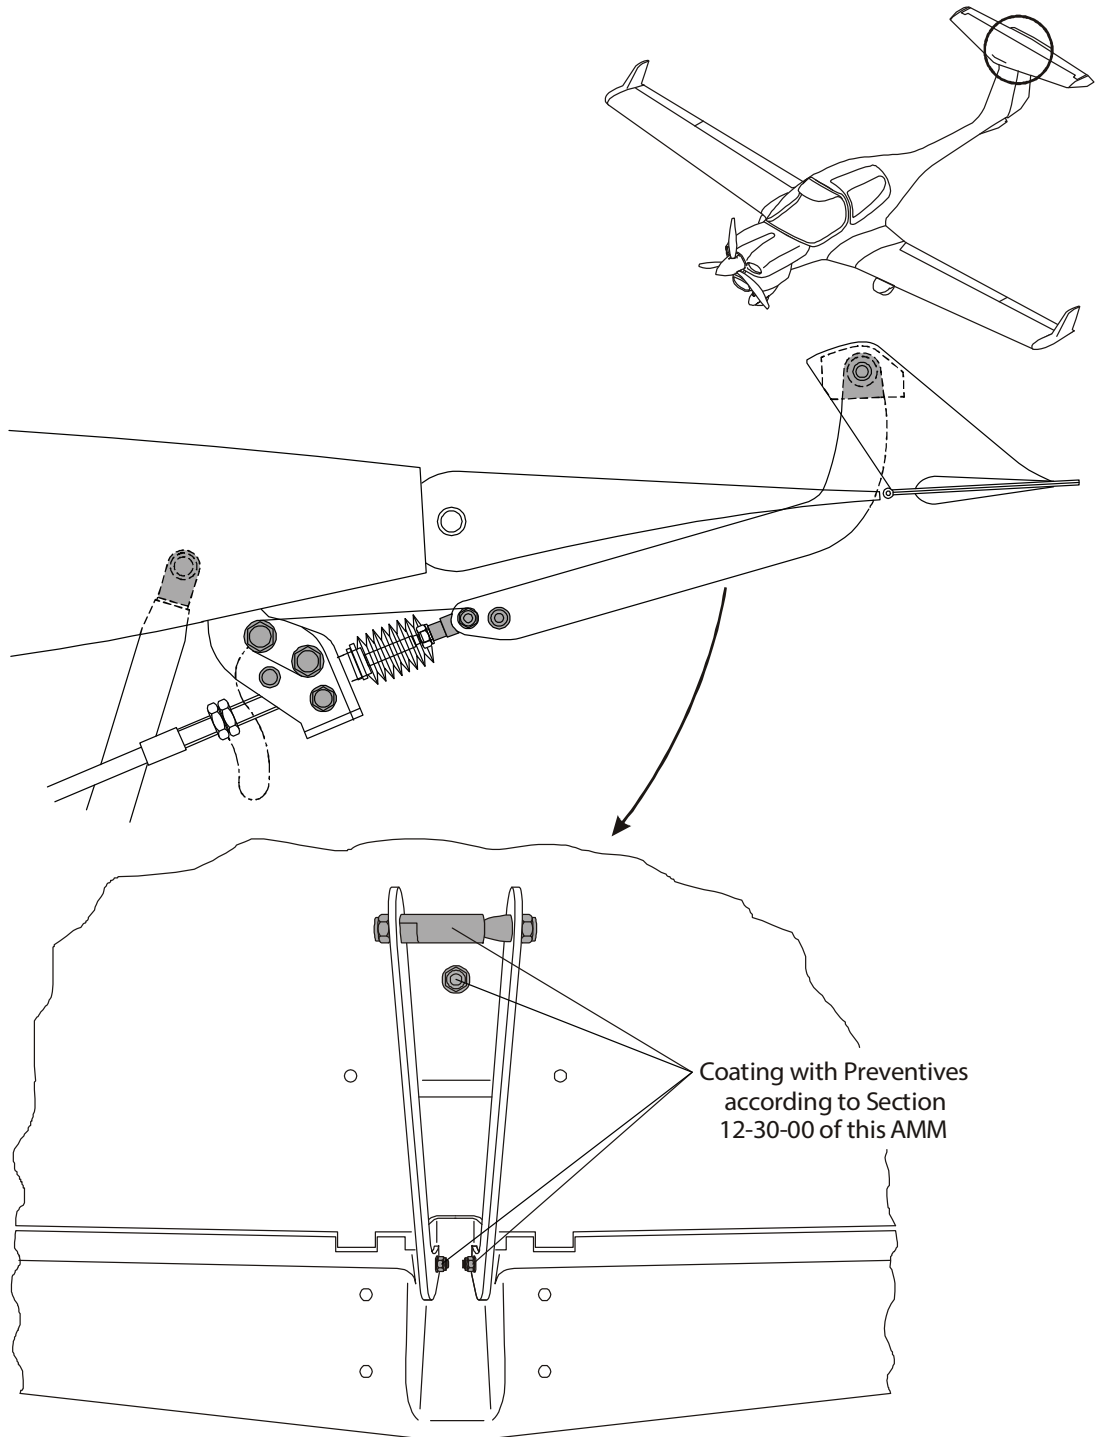 Coating with Preventives
according to Section
12-30-00 of this AMM